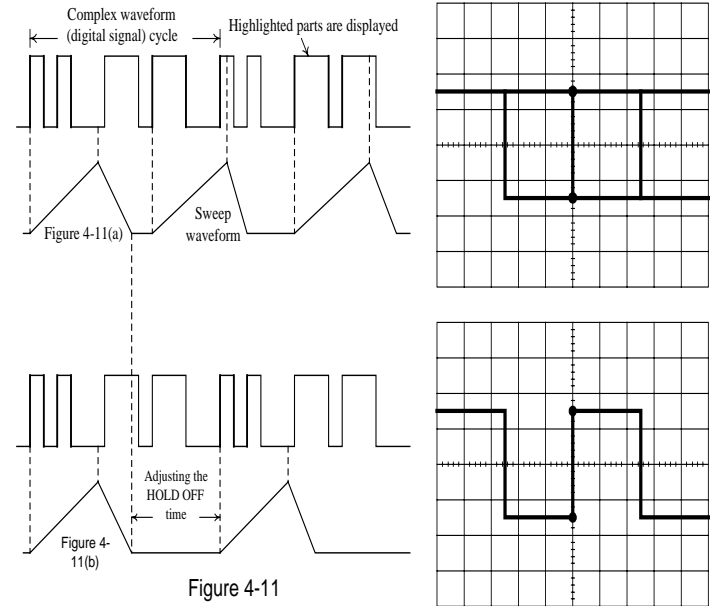 Complex waveform
(digital signal) cycle
Highlighted parts are displayed
Figure 4-11(a)
Sweep
waveform
Adjusting the
HOLD OFF
time
Figure 4-
11(b)
Figure 4-11